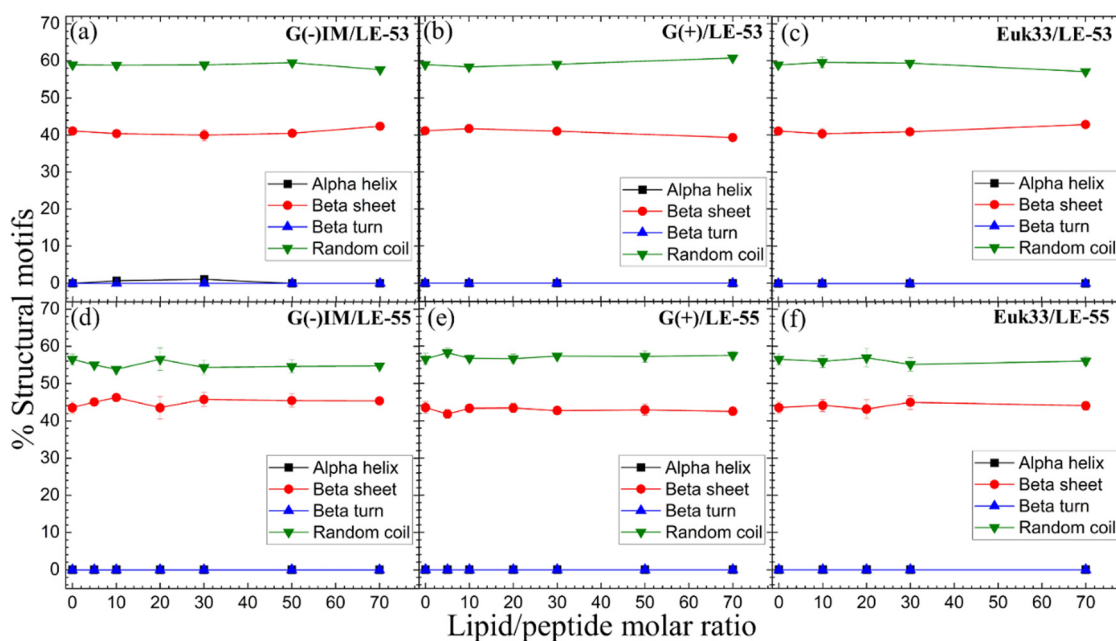 % Structural motifs
(a) G(-)IM/LE-53
70
60
50
40
30
20
10
0
Alpha helix
Beta sheet
Beta turn
Random coil
(b) G(+)/LE-53
Alpha helix
Beta sheet
Beta turn
Random coil
(c) Euk33/LE-53
Alpha helix
Beta sheet
Beta turn
Random coil
(d) G(-)IM/LE-55
70
60
50
40
30
20
10
0
Alpha helix
Beta sheet
Beta turn
Random coil
0 10 20 30 40 50 60 70
(e) G(+)/LE-55
Alpha helix
Beta sheet
Beta turn
Random coil
0 10 20 30 40 50 60 70
(f) Euk33/LE-55
Alpha helix
Beta sheet
Beta turn
Random coil
0 10 20 30 40 50 60 70
Lipid/peptide molar ratio